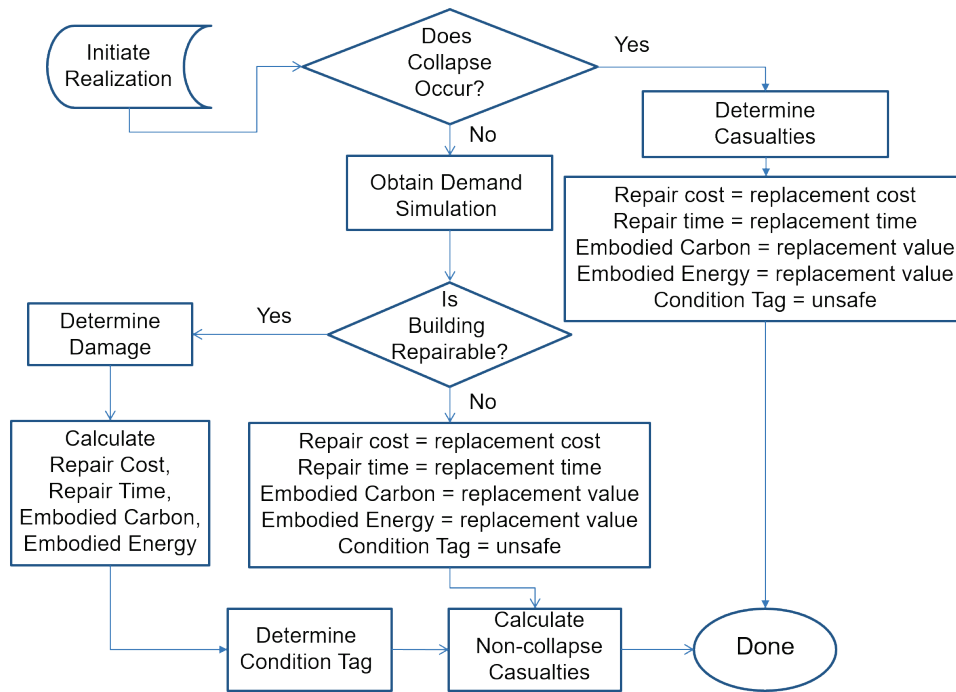 Initiate
Realization
Does
Collapse
Occur?
Yes
Determine
Casualties
No
Obtain Demand
Simulation
Repair cost = replacement cost
Repair time = replacement time
Embodied Carbon = replacement value
Embodied Energy = replacement value
Condition Tag = unsafe
Is
Building
Repairable?
Yes
Determine
Damage
No
Calculate
Repair Cost,
Repair Time,
Embodied Carbon,
Embodied Energy
Repair cost = replacement cost
Repair time = replacement time
Embodied Carbon = replacement value
Embodied Energy = replacement value
Condition Tag = unsafe
Determine
Condition Tag
Calculate
Non-collapse
Casualties
Done